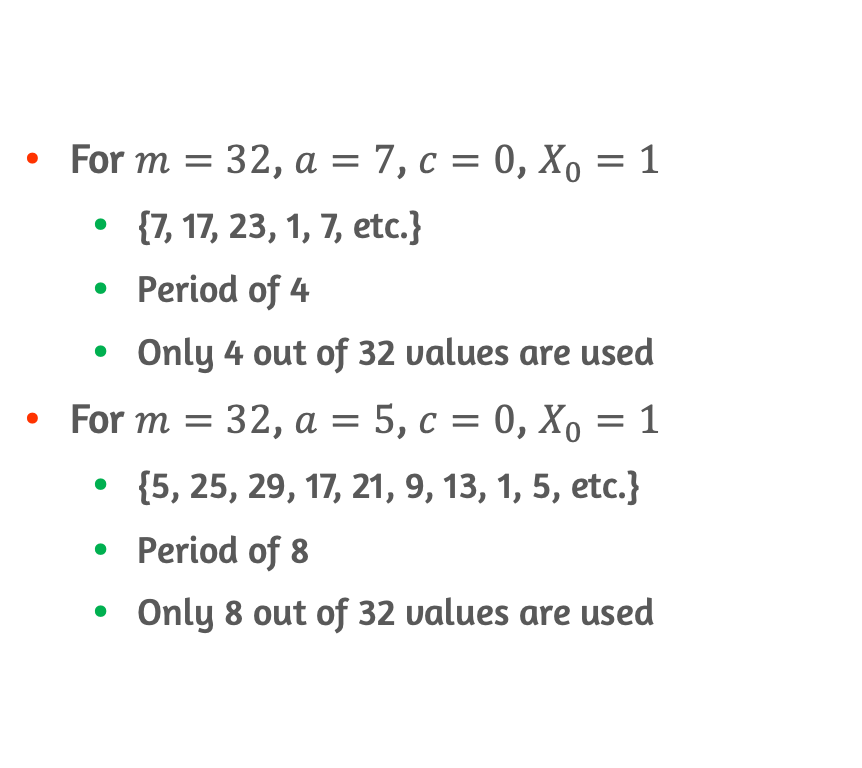 • For m = 32, a = 7, c = 0, X₀ = 1
• {7, 17, 23, 1, 7, etc.}
• Period of 4
• Only 4 out of 32 values are used
• For m = 32, a = 5, c = 0, X₀ = 1
• {5, 25, 29, 17, 21, 9, 13, 1, 5, etc.}
• Period of 8
• Only 8 out of 32 values are used